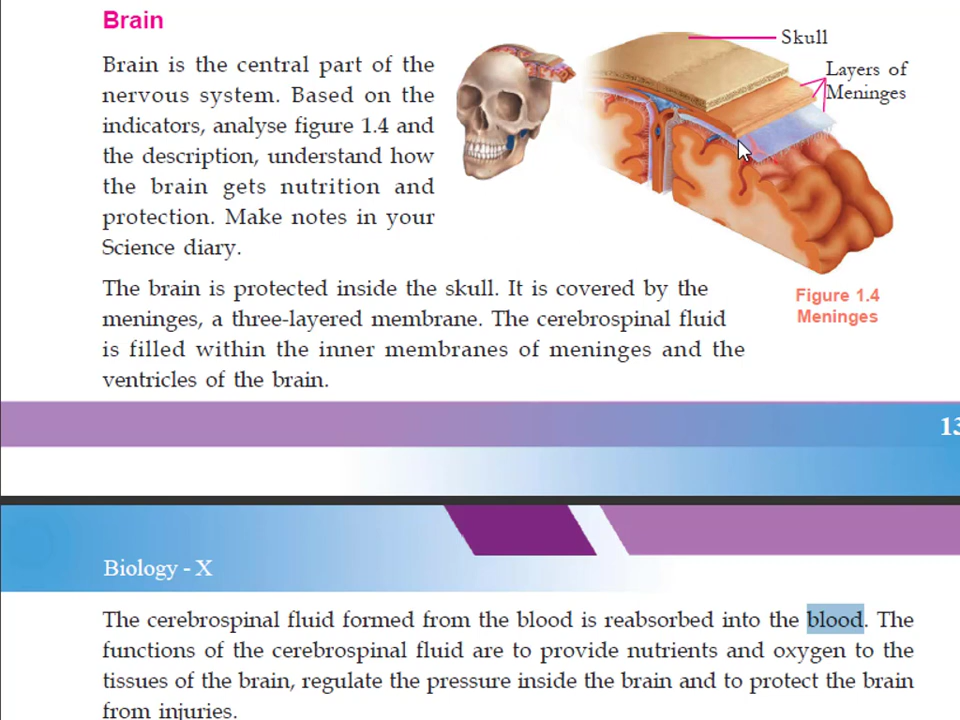 Brain
Brain is the central part of the
nervous system. Based on the
indicators, analyse figure 1.4 and
the description, understand how
the brain gets nutrition and
protection. Make notes in your
Science diary.
Skull
Layers of
Meninges
Figure 1.4
Meninges
The brain is protected inside the skull. It is covered by the
meninges, a three-layered membrane. The cerebrospinal fluid
is filled within the inner membranes of meninges and the
ventricles of the brain.
13
Biology - X
The cerebrospinal fluid formed from the blood is reabsorbed into the blood. The
functions of the cerebrospinal fluid are to provide nutrients and oxygen to the
tissues of the brain, regulate the pressure inside the brain and to protect the brain
from injuries.